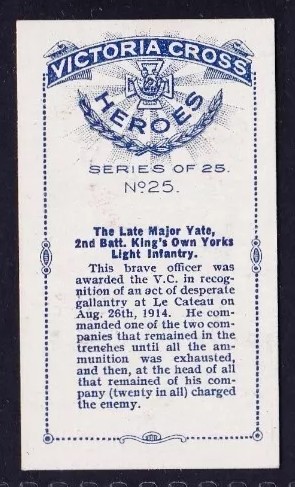 VICTORIA CROSS
HEROES
SERIES OF 25.
No 25.
The Late Major Yate,
2nd Batt. King's Own Yorks
Light Infantry.
This brave officer was
awarded the V.C. in recog-
nition of an act of desperate
gallantry at Le Cateau on
Aug. 26th, 1914. He com-
manded one of the two com-
panies that remained in the
trenches until all the am-
munition was exhausted,
and then, at the head of all
that remained of his com-
pany (twenty in all) charged
the enemy.